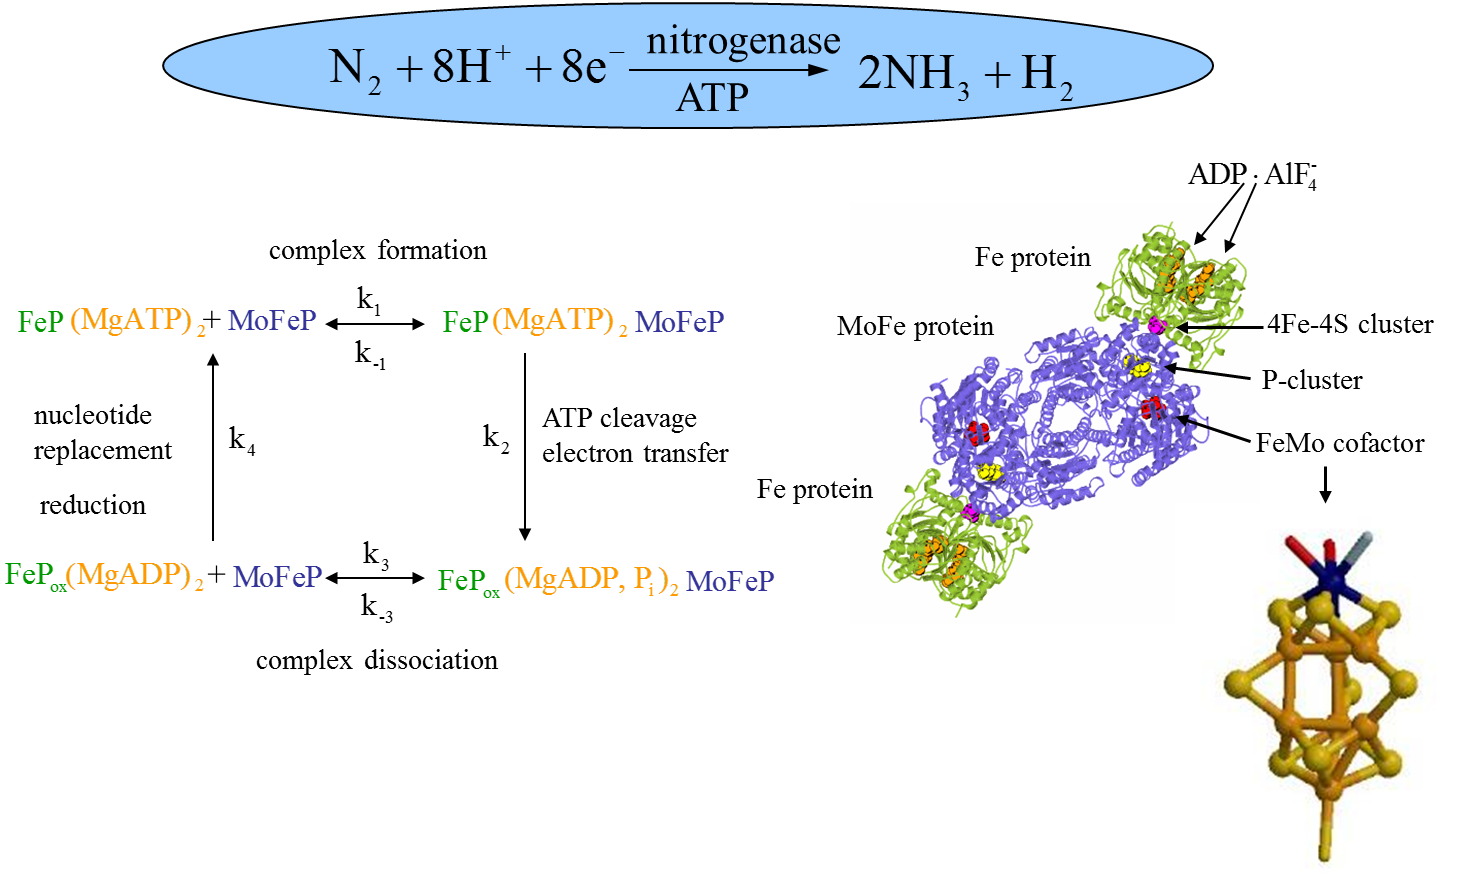 N2 + 8H+ + 8e− nitrogenase ATP 2NH3 + H2
complex formation
FeP (MgATP)2 + MoFeP k1 k-1 FeP (MgATP)2 MoFeP
nucleotide replacement
reduction
k4
k2
ATP cleavage
electron transfer
FePox(MgADP)2 + MoFeP k3 k-3 FePox (MgADP, Pi)2 MoFeP
complex dissociation
ADP · AlF4-
Fe protein
MoFe protein
4Fe-4S cluster
P-cluster
FeMo cofactor
Fe protein